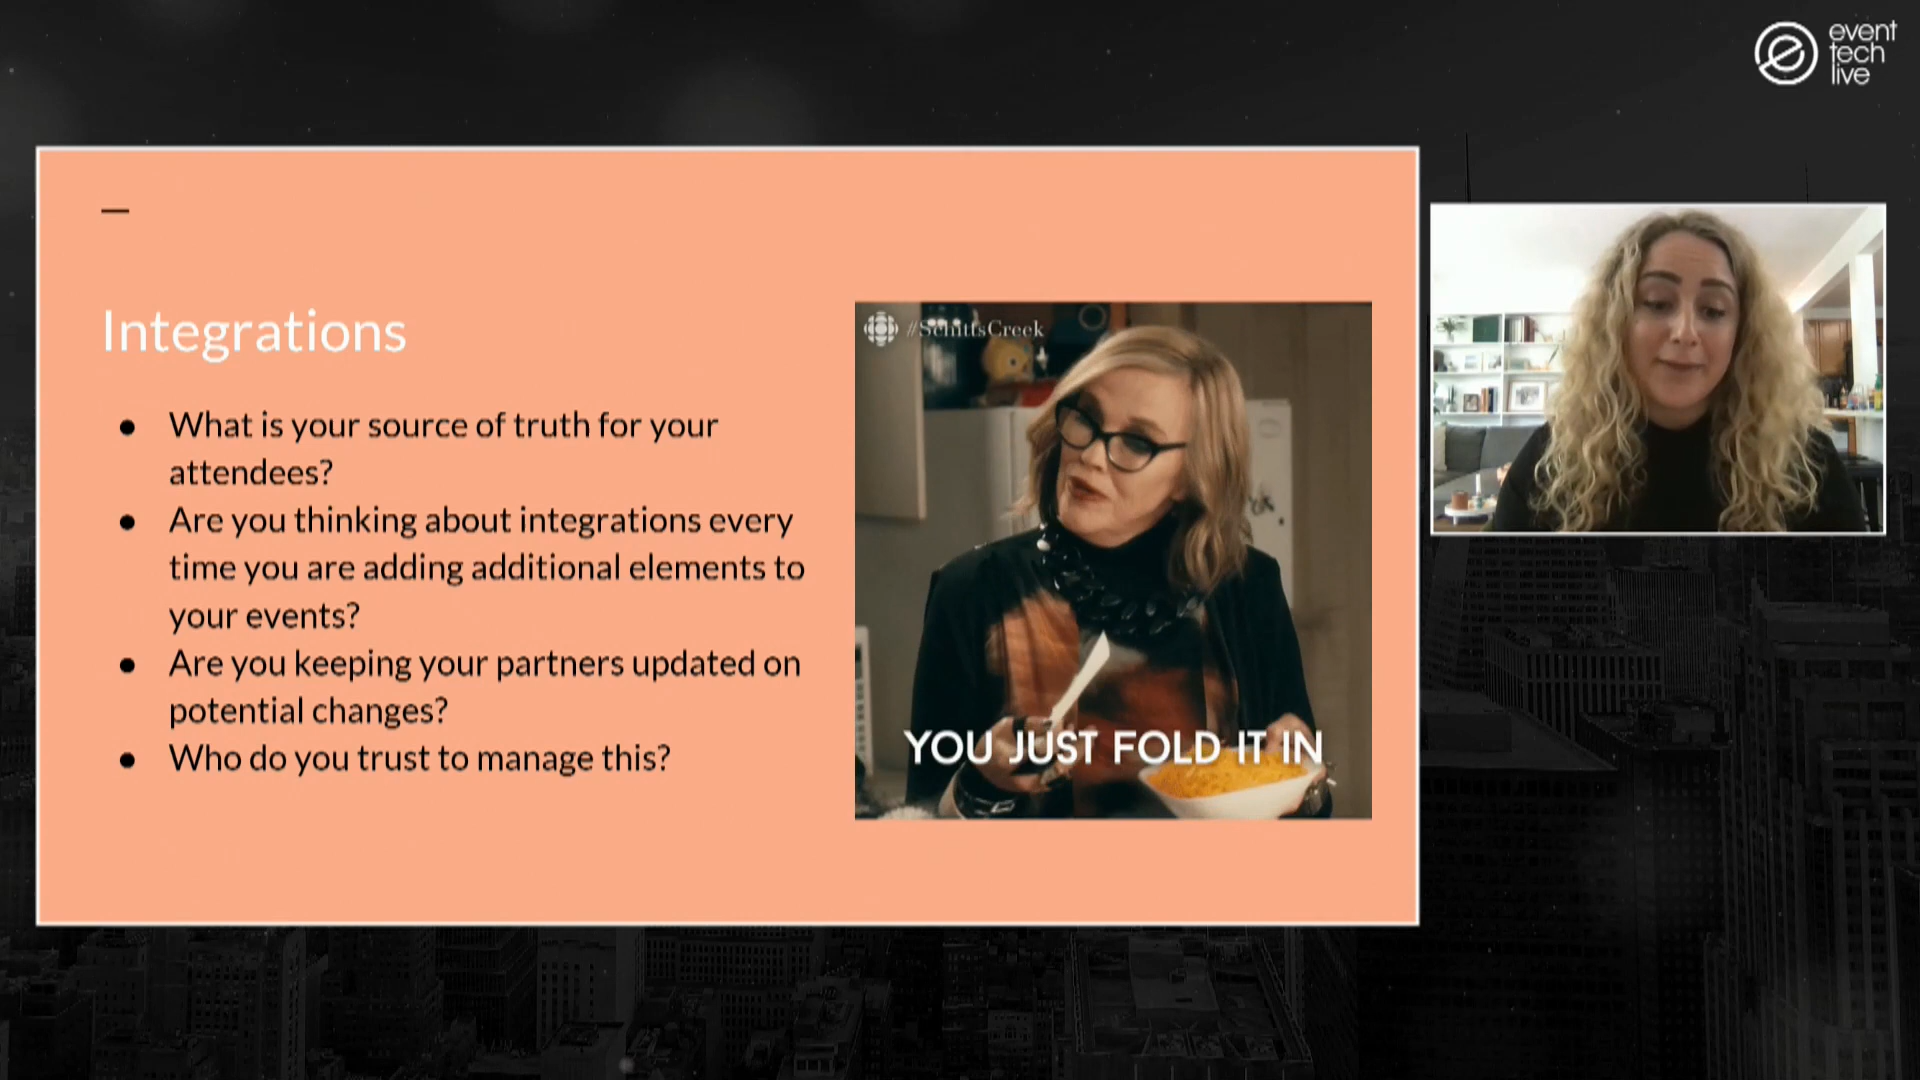 event
tech
live
Integrations
● What is your source of truth for your
attendees?
● Are you thinking about integrations every
time you are adding additional elements to
your events?
● Are you keeping your partners updated on
potential changes?
● Who do you trust to manage this?
#SchittsCreek
YOU JUST FOLD IT IN